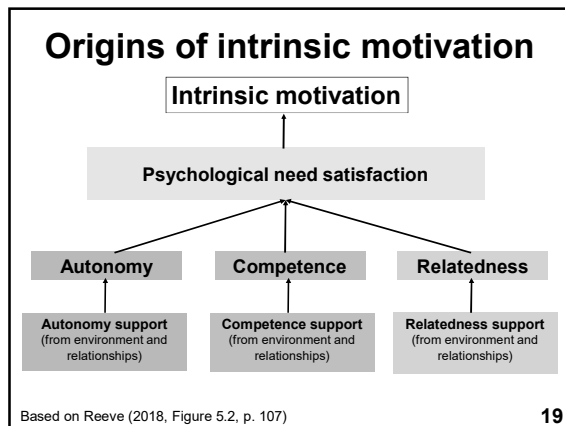 Origins of intrinsic motivation
Intrinsic motivation
Psychological need satisfaction
Autonomy
Competence
Relatedness
Autonomy support
(from environment and
relationships)
Competence support
(from environment and
relationships)
Relatedness support
(from environment and
relationships)
Based on Reeve (2018, Figure 5.2, p. 107)
19